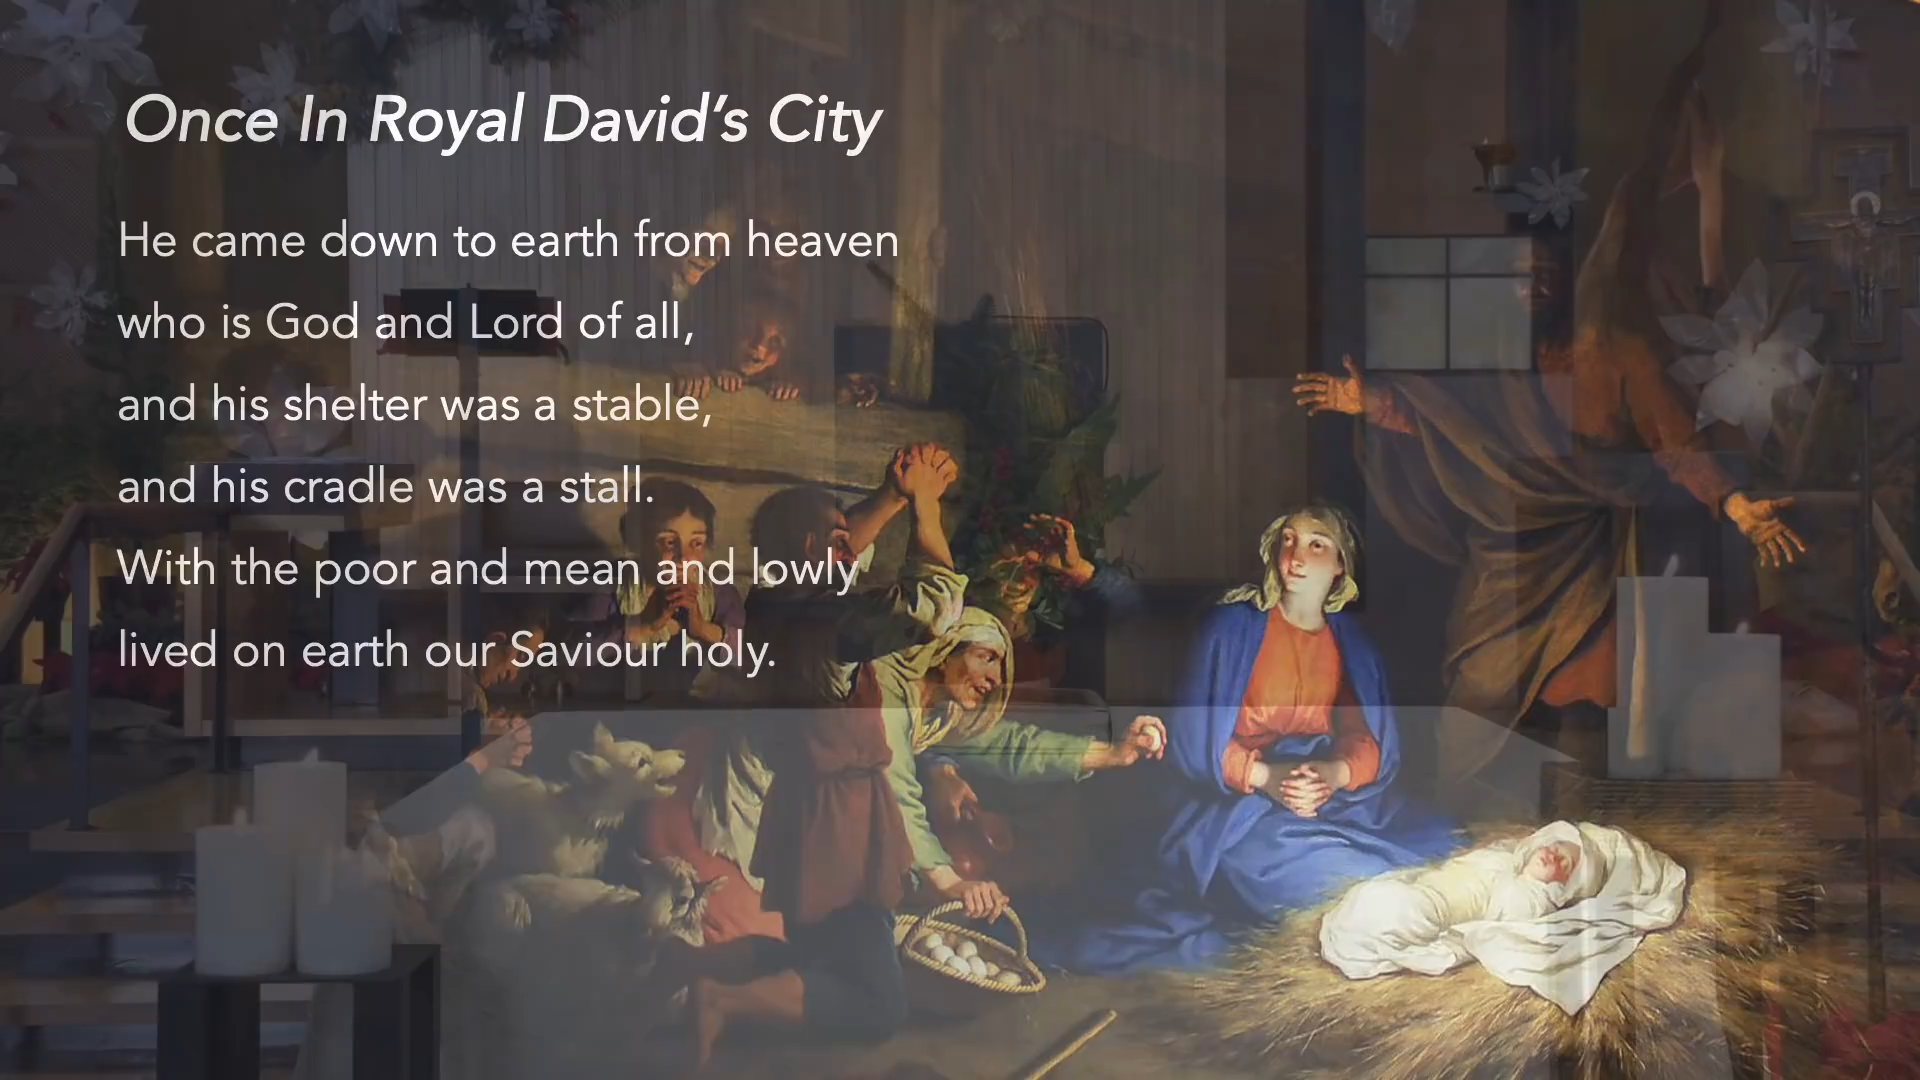 Once In Royal David’s City
He came down to earth from heaven
who is God and Lord of all,
and his shelter was a stable,
and his cradle was a stall.
With the poor and mean and lowly
lived on earth our Saviour holy.